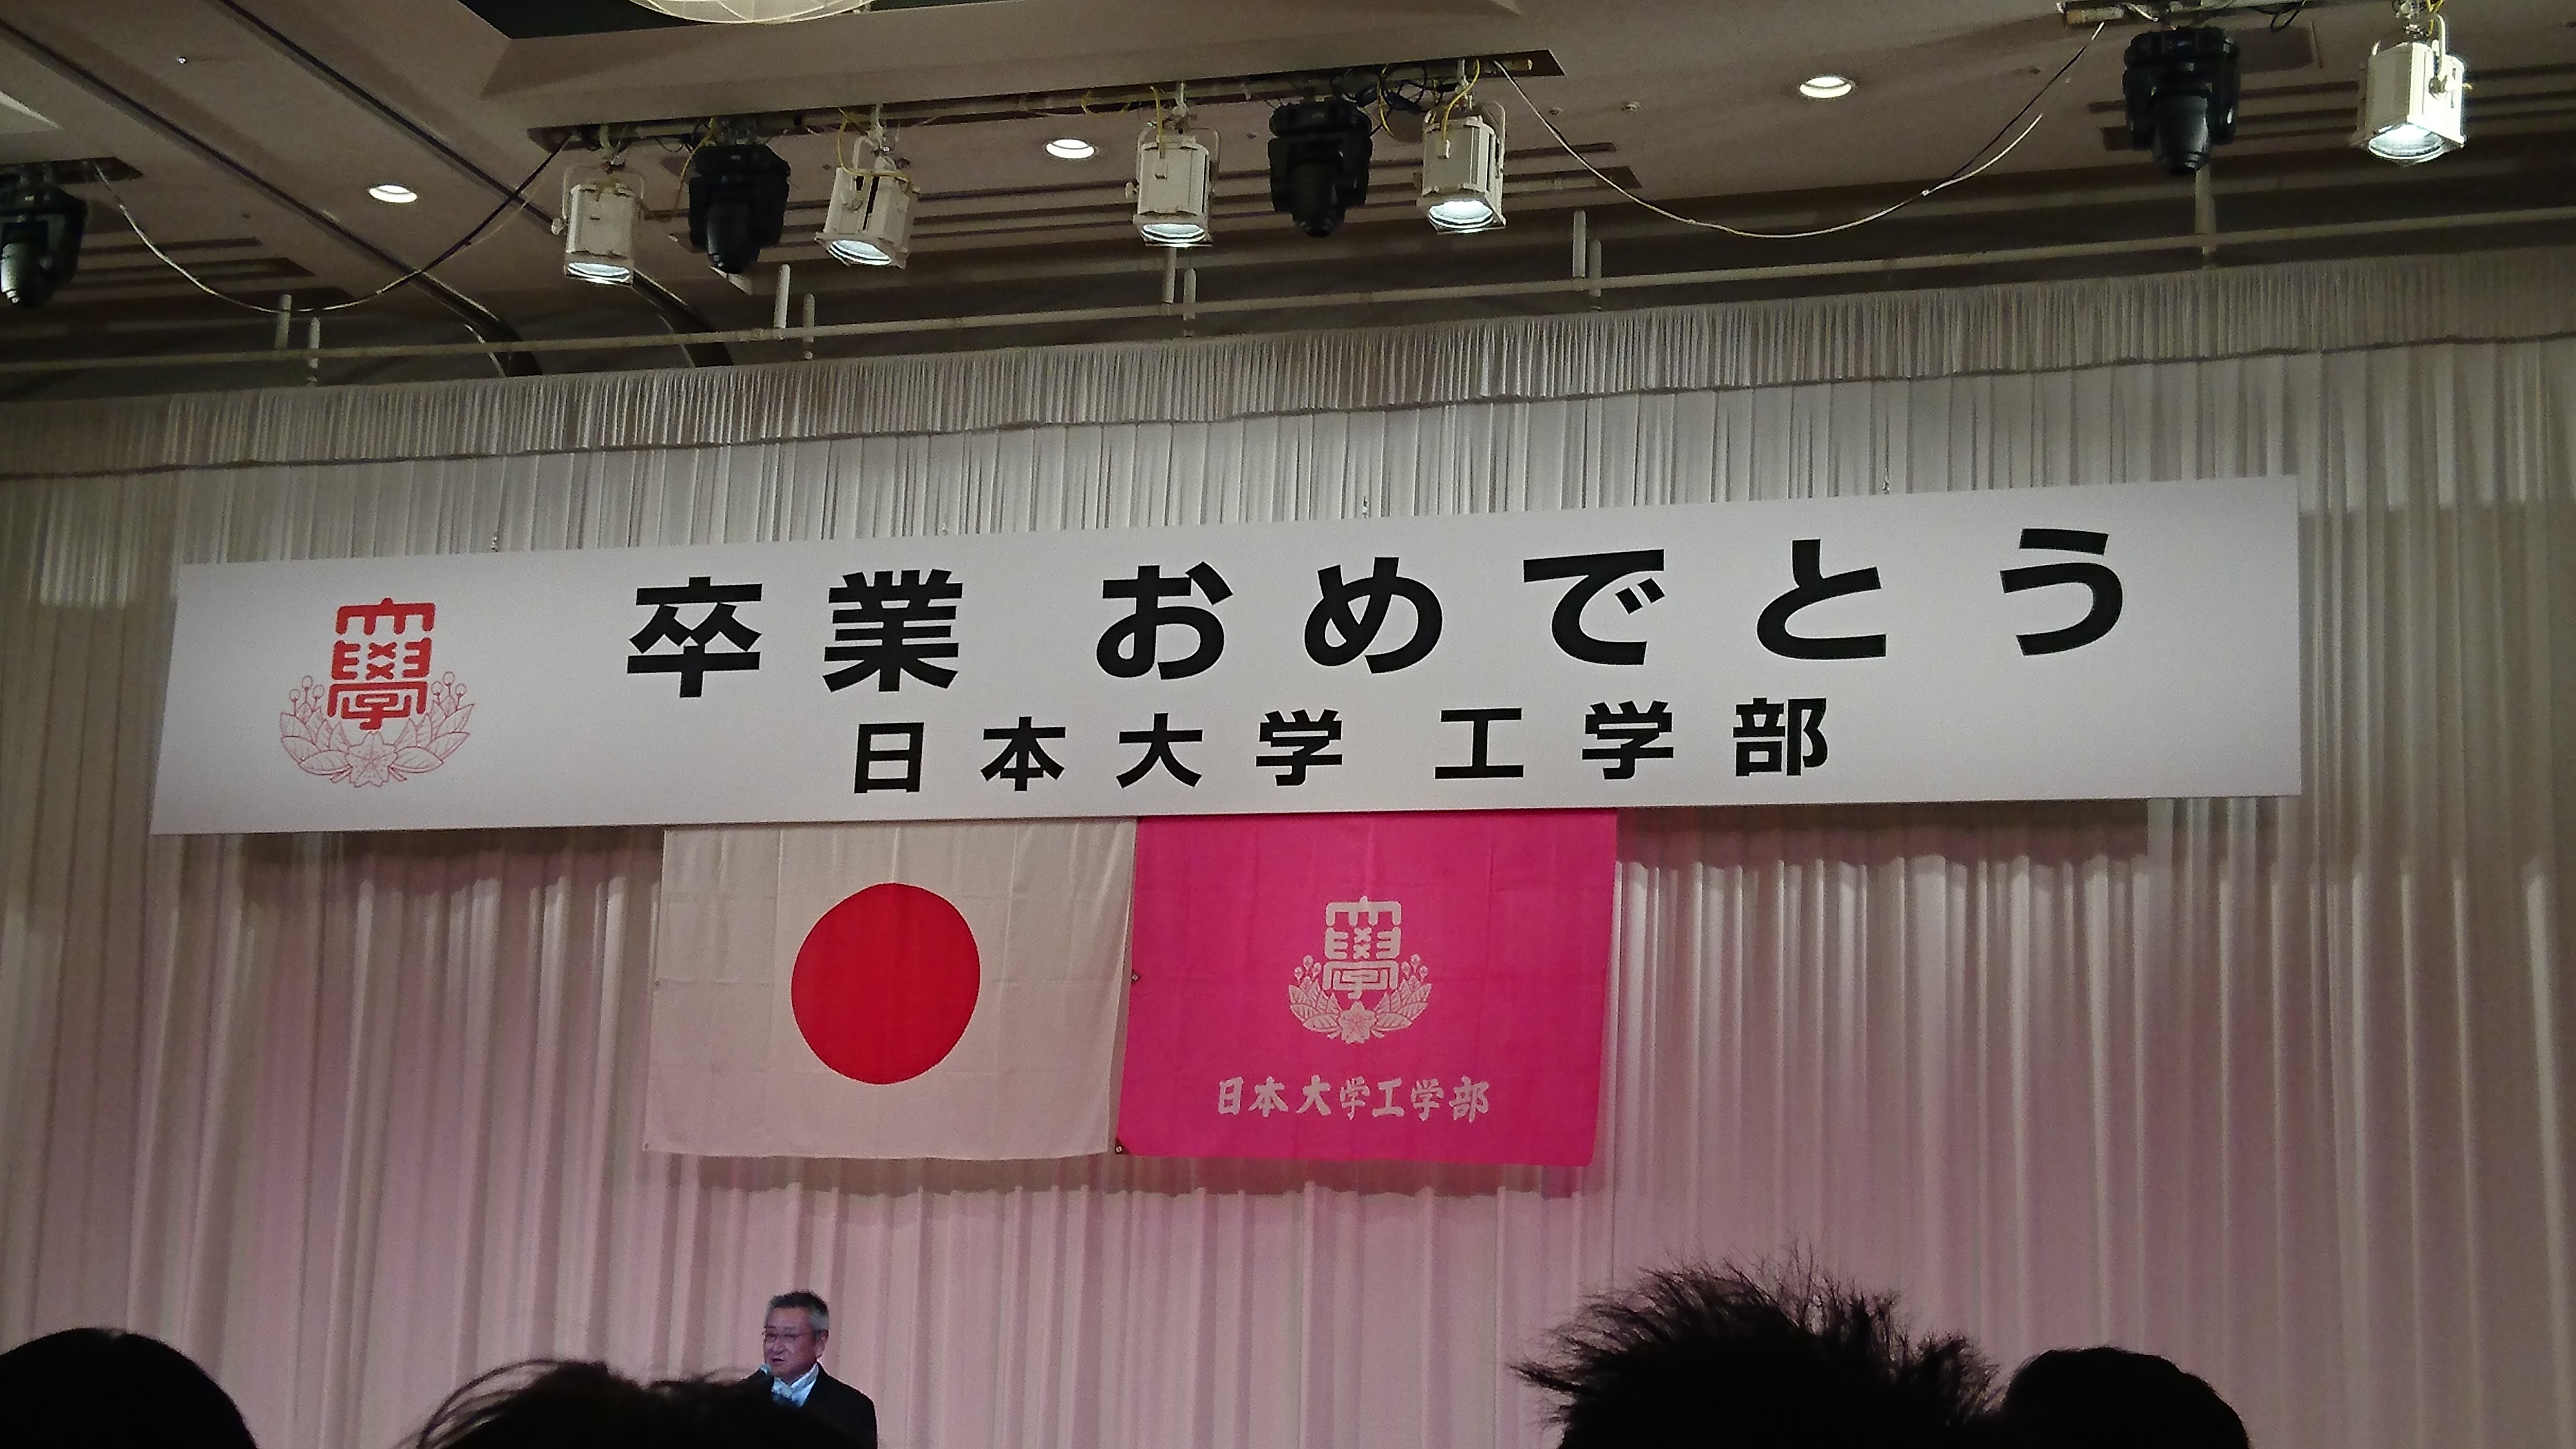 卒業 おめでとう
日本大学 工学部
日本大学工学部